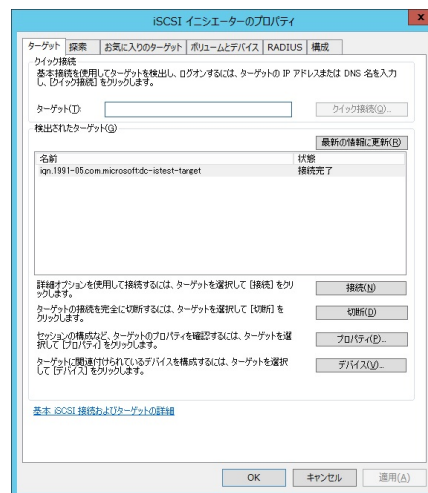 iSCSI イニシエーターのプロパティ
x
ターゲット 探索 お気に入りのターゲット ボリュームとデバイス RADIUS 構成
クイック接続
基本接続を使用してターゲットを検出し、ログオンするには、ターゲットの IP アドレスまたは DNS 名を入力
し、[クイック接続] をクリックします。
ターゲット(T): クイック接続(Q)...
検出されたターゲット(G)
最新の情報に更新(R)
名前 状態
iqn.1991-05.com.microsoft:dc-istest-target 接続完了
詳細オプションを使用して接続するには、ターゲットを選択して [接続] をクリ
ックします。
接続(N)
ターゲットの接続を完全に切断するには、ターゲットを選択して [切断] を
クリックします。
切断(D)
セッションの構成など、ターゲットのプロパティを確認するには、ターゲットを選
択して [プロパティ] をクリックします。
プロパティ(P)...
ターゲットに関連付けられているデバイスを構成するには、ターゲットを選択
して [デバイス] をクリックします。
デバイス(V)...
基本 iSCSI 接続およびターゲットの詳細
OK キャンセル 適用(A)